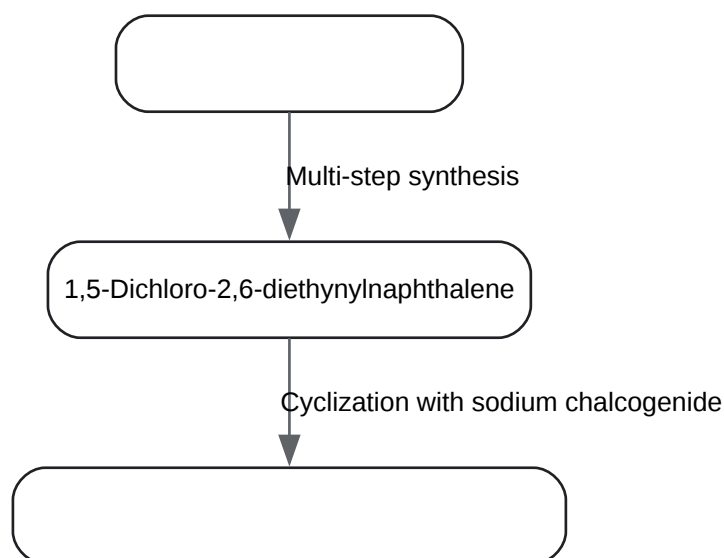 Multi-step synthesis
1,5-Dichloro-2,6-diethynylnaphthalene
Cyclization with sodium chalcogenide